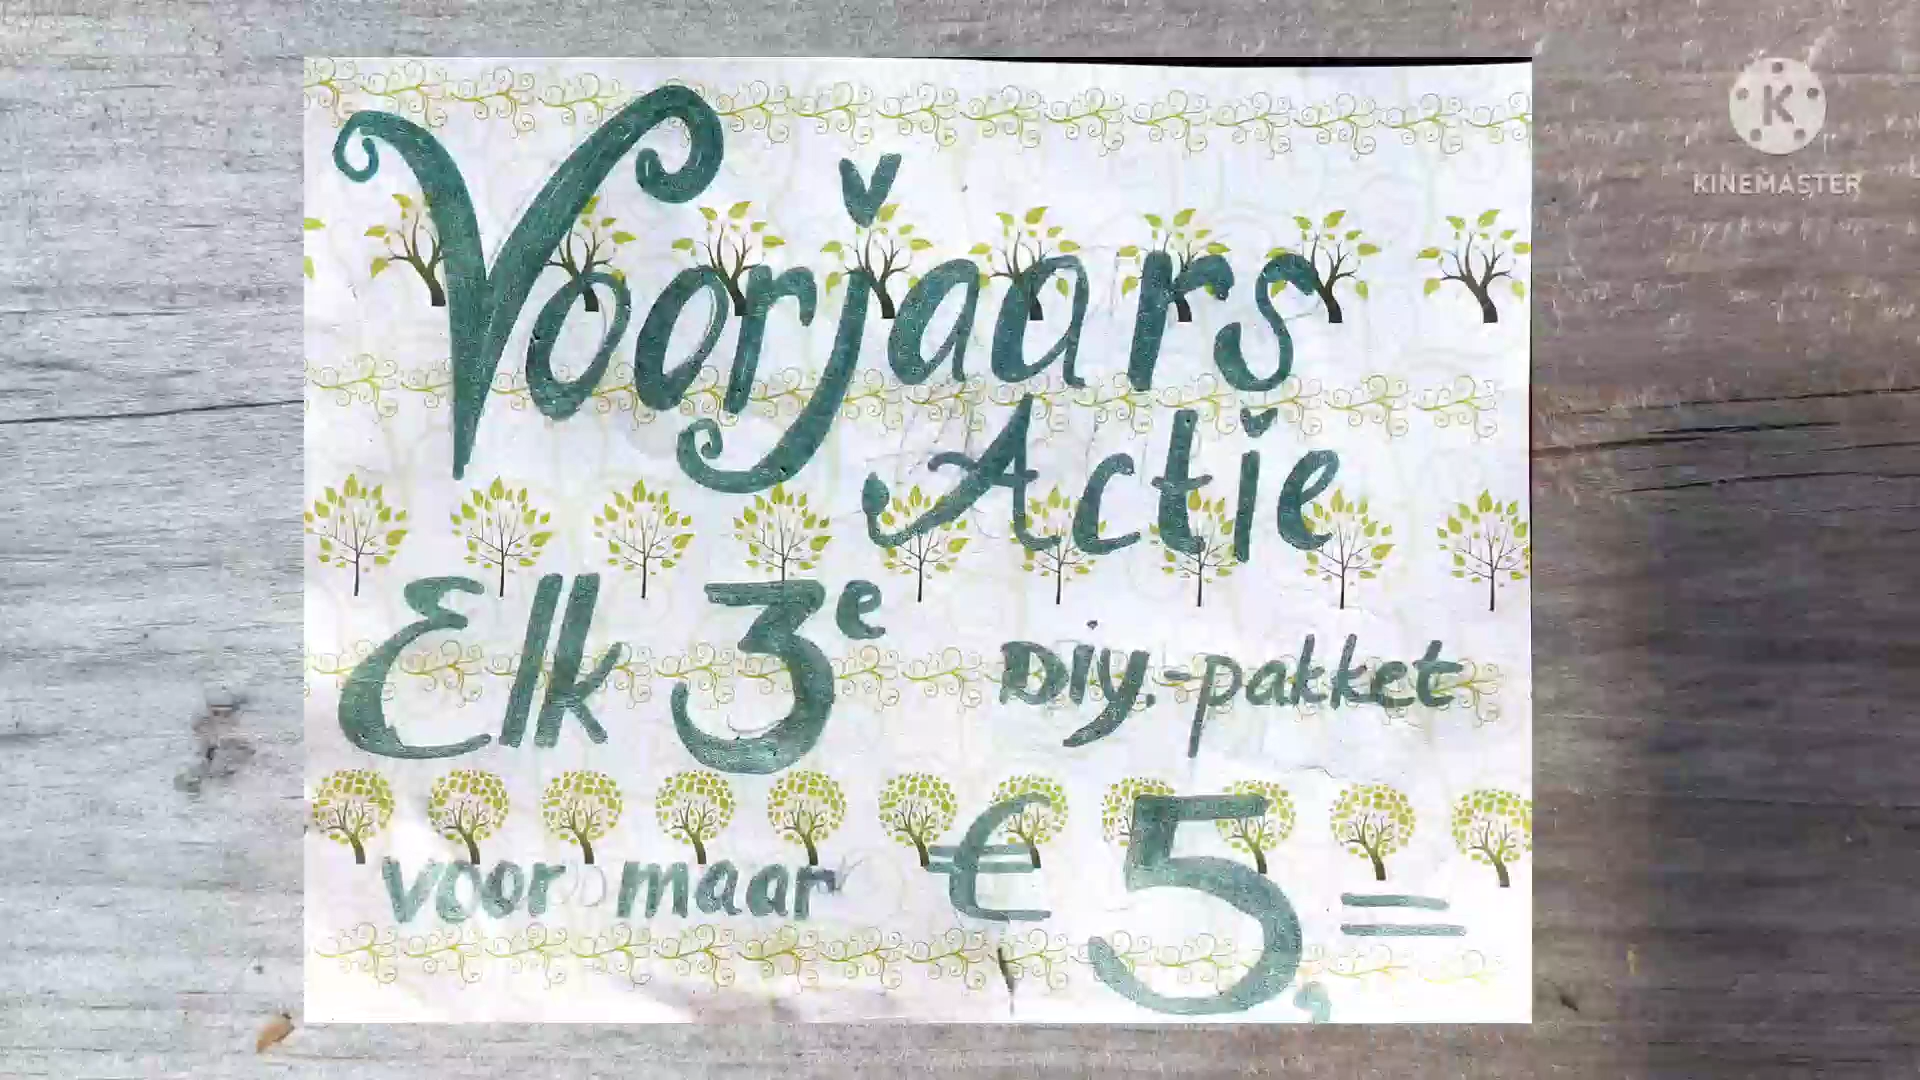 Voorjaars
Actie
Elk 3e Diy.-pakket
voor maar € 5,=
KINEMASTER